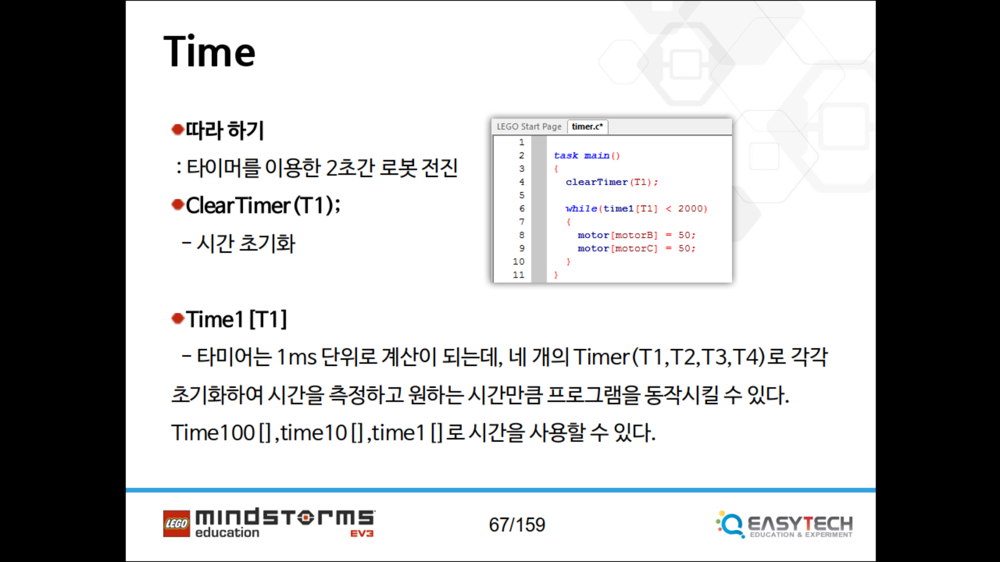 Time
따라 하기
: 타이머를 이용한 2초간 로봇 전진
ClearTimer(T1);
- 시간 초기화
LEGO Start Page timer.c*
1
2 task main()
3 {
4 clearTimer(T1);
5
6 while(time1[T1] < 2000)
7 {
8 motor[motorB] = 50;
9 motor[motorC] = 50;
10 }
11 }
Time1[T1]
- 타미어는 1ms 단위로 계산이 되는데, 네 개의 Timer(T1,T2,T3,T4)로 각각
초기화하여 시간을 측정하고 원하는 시간만큼 프로그램을 동작시킬 수 있다.
Time100[],time10[],time1[]로 시간을 사용할 수 있다.
LEGO mindstorms
education EV3
67/159
EASYTECH
EDUCATION & EXPERIMENT